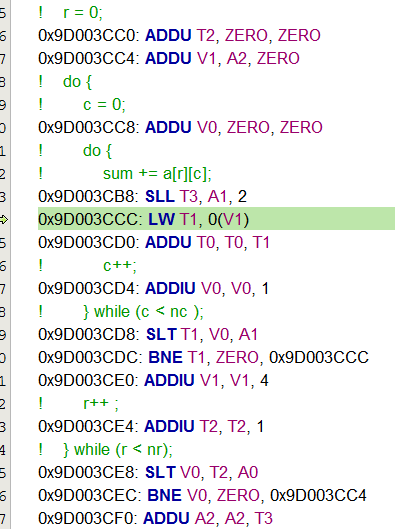 5 !    r = 0;
6 0x9D003CC0: ADDU T2, ZERO, ZERO
7 0x9D003CC4: ADDU V1, A2, ZERO
8 !    do {
9 !        c = 0;
0 0x9D003CC8: ADDU V0, ZERO, ZERO
1 !        do {
2 !            sum += a[r][c];
3 0x9D003CB8: SLL T3, A1, 2
0x9D003CCC: LW T1, 0(V1)
5 0x9D003CD0: ADDU T0, T0, T1
6 !            c++;
7 0x9D003CD4: ADDIU V0, V0, 1
8 !        } while (c < nc );
9 0x9D003CD8: SLT T1, V0, A1
0 0x9D003CDC: BNE T1, ZERO, 0x9D003CCC
1 0x9D003CE0: ADDIU V1, V1, 4
2 !        r++ ;
3 0x9D003CE4: ADDIU T2, T2, 1
4 !    } while (r < nr);
5 0x9D003CE8: SLT V0, T2, A0
6 0x9D003CEC: BNE V0, ZERO, 0x9D003CC4
7 0x9D003CF0: ADDU A2, A2, T3